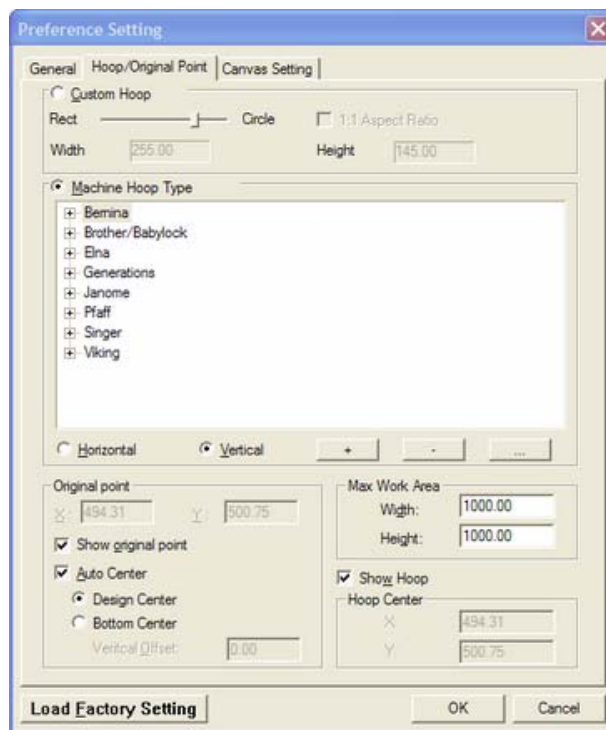 Preference Setting
General Hoop/Original Point Canvas Setting
Custom Hoop
Rect Circle 1:1 Aspect Ratio
Width 255.00 Height 145.00
Machine Hoop Type
Bernina
Brother/Babylock
Elna
Generations
Janome
Pfaff
Singer
Viking
Horizontal Vertical + - ...
Original point
X: 494.31 Y: 500.75
Show original point
Auto Center
Design Center
Bottom Center
Veritcal Offset: 0.00
Max Work Area
Width: 1000.00
Height: 1000.00
Show Hoop
Hoop Center
X 494.31
Y 500.75
Load Factory Setting OK Cancel